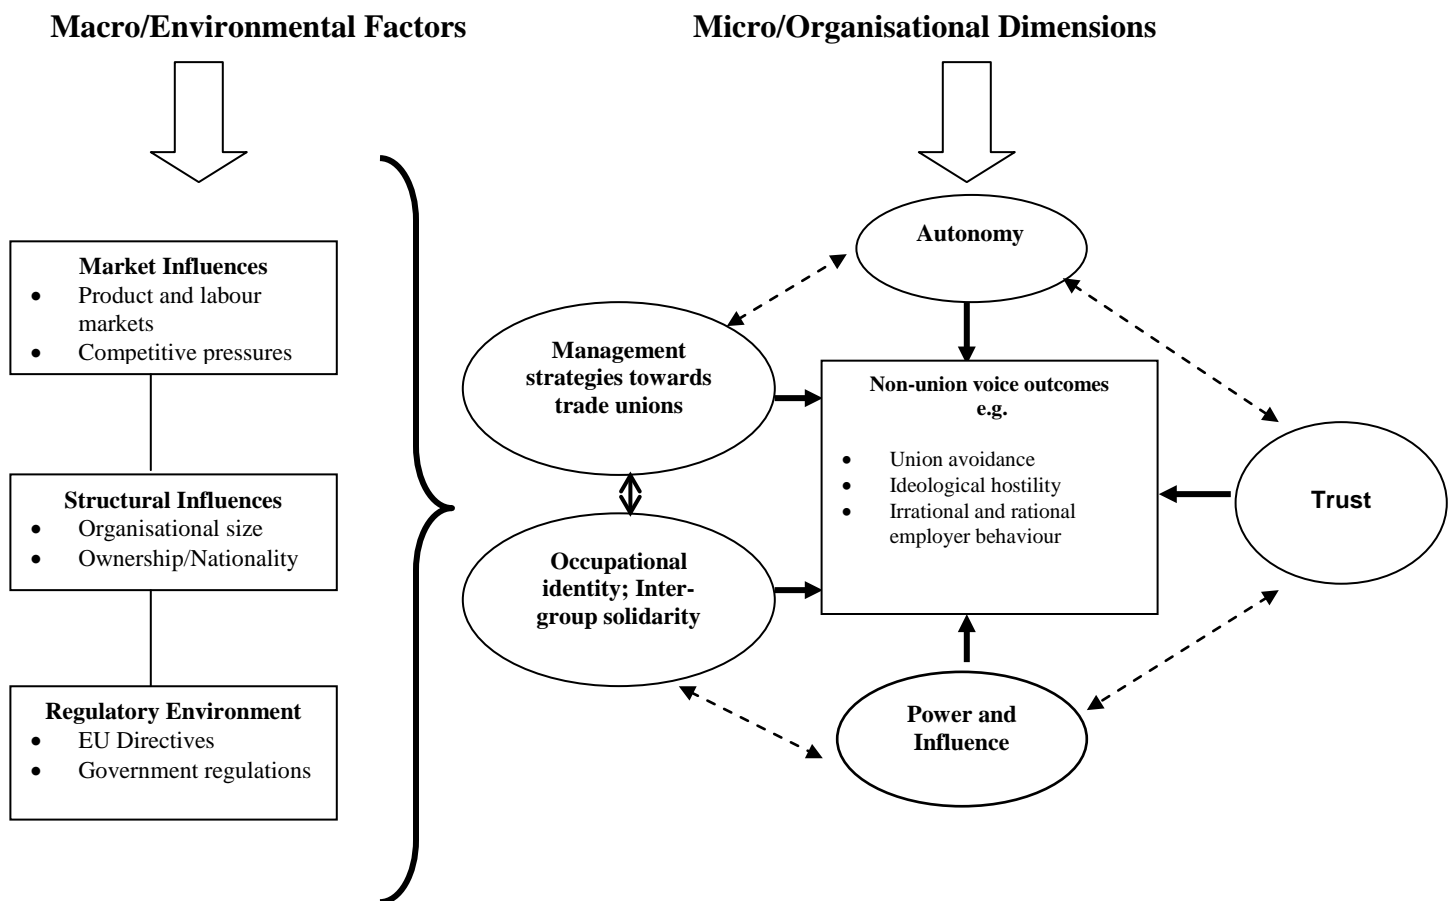 Macro/Environmental Factors
Micro/Organisational Dimensions
Market Influences
• Product and labour
markets
• Competitive pressures
Structural Influences
• Organisational size
• Ownership/Nationality
Regulatory Environment
• EU Directives
• Government regulations
Autonomy
Management
strategies towards
trade unions
Occupational
identity; Inter-
group solidarity
Non-union voice outcomes
e.g.
• Union avoidance
• Ideological hostility
• Irrational and rational
employer behaviour
Trust
Power and
Influence